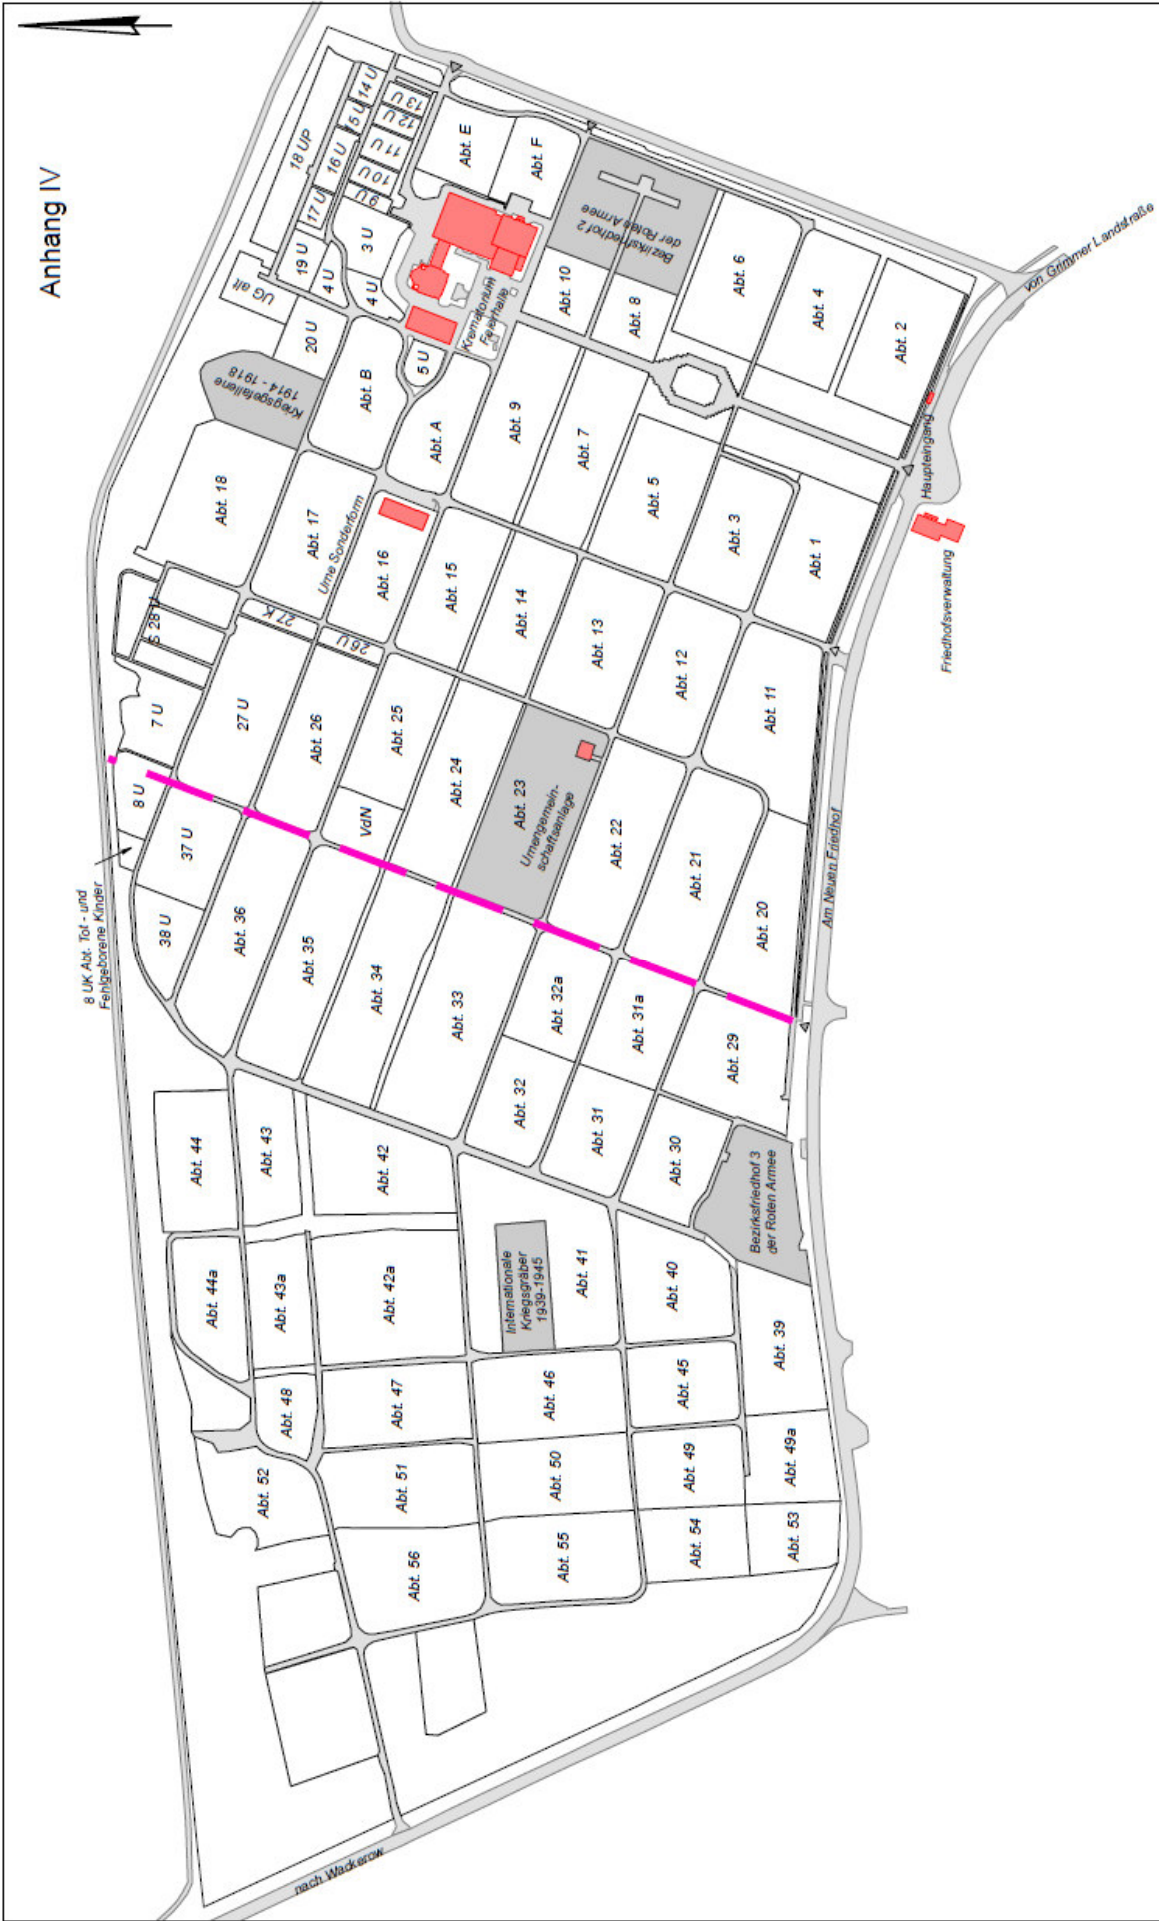 Anhang IV
18 UP
14 U
15 U
16 U
17 U
19 U
13 U
12 U
11 U
10 U
9 U
3 U
4 U
4 U
UG alt
20 U
5 U
Abt. E
Abt. F
Krematorium
Feierhalle
Bezirksfriedhof 2
der Roten Armee
Kriegsgefallene
1914 - 1918
Abt. B
Abt. A
Abt. 10
Abt. 8
Abt. 6
Abt. 4
Abt. 2
Abt. 9
Abt. 7
Abt. 5
Abt. 3
Abt. 1
von Grimmer Landstraße
Haupteingang
Friedhofsverwaltung
Abt. 18
Abt. 17
Urne Sonderform
Abt. 16
Abt. 15
Abt. 14
Abt. 13
Abt. 12
Abt. 11
S 28 U
27 K
26 U
7 U
27 U
Abt. 26
Abt. 25
VdN
Abt. 24
Abt. 23
Urnengemein-
schaftsanlage
Abt. 22
Abt. 21
Abt. 20
Am Neuen Friedhof
8 U
37 U
38 U
8 UK Abt. Tot - und
Fehlgeborene Kinder
Abt. 36
Abt. 35
Abt. 34
Abt. 33
Abt. 32a
Abt. 31a
Abt. 29
Abt. 32
Abt. 31
Abt. 30
Bezirksfriedhof 3
der Roten Armee
Abt. 44
Abt. 43
Abt. 42
Abt. 44a
Abt. 43a
Abt. 42a
Internationale
Kriegsgräber
1939-1945
Abt. 41
Abt. 40
Abt. 39
Abt. 48
Abt. 47
Abt. 46
Abt. 45
Abt. 52
Abt. 51
Abt. 50
Abt. 49
Abt. 49a
Abt. 56
Abt. 55
Abt. 54
Abt. 53
nach Wackerow